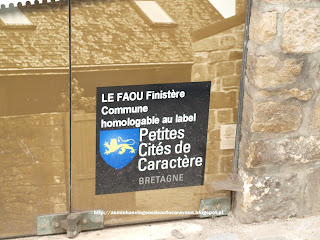 LE FAOU Finistère
Commune
homologable au label
Petites
Cités de
Caractère
BRETAGNE